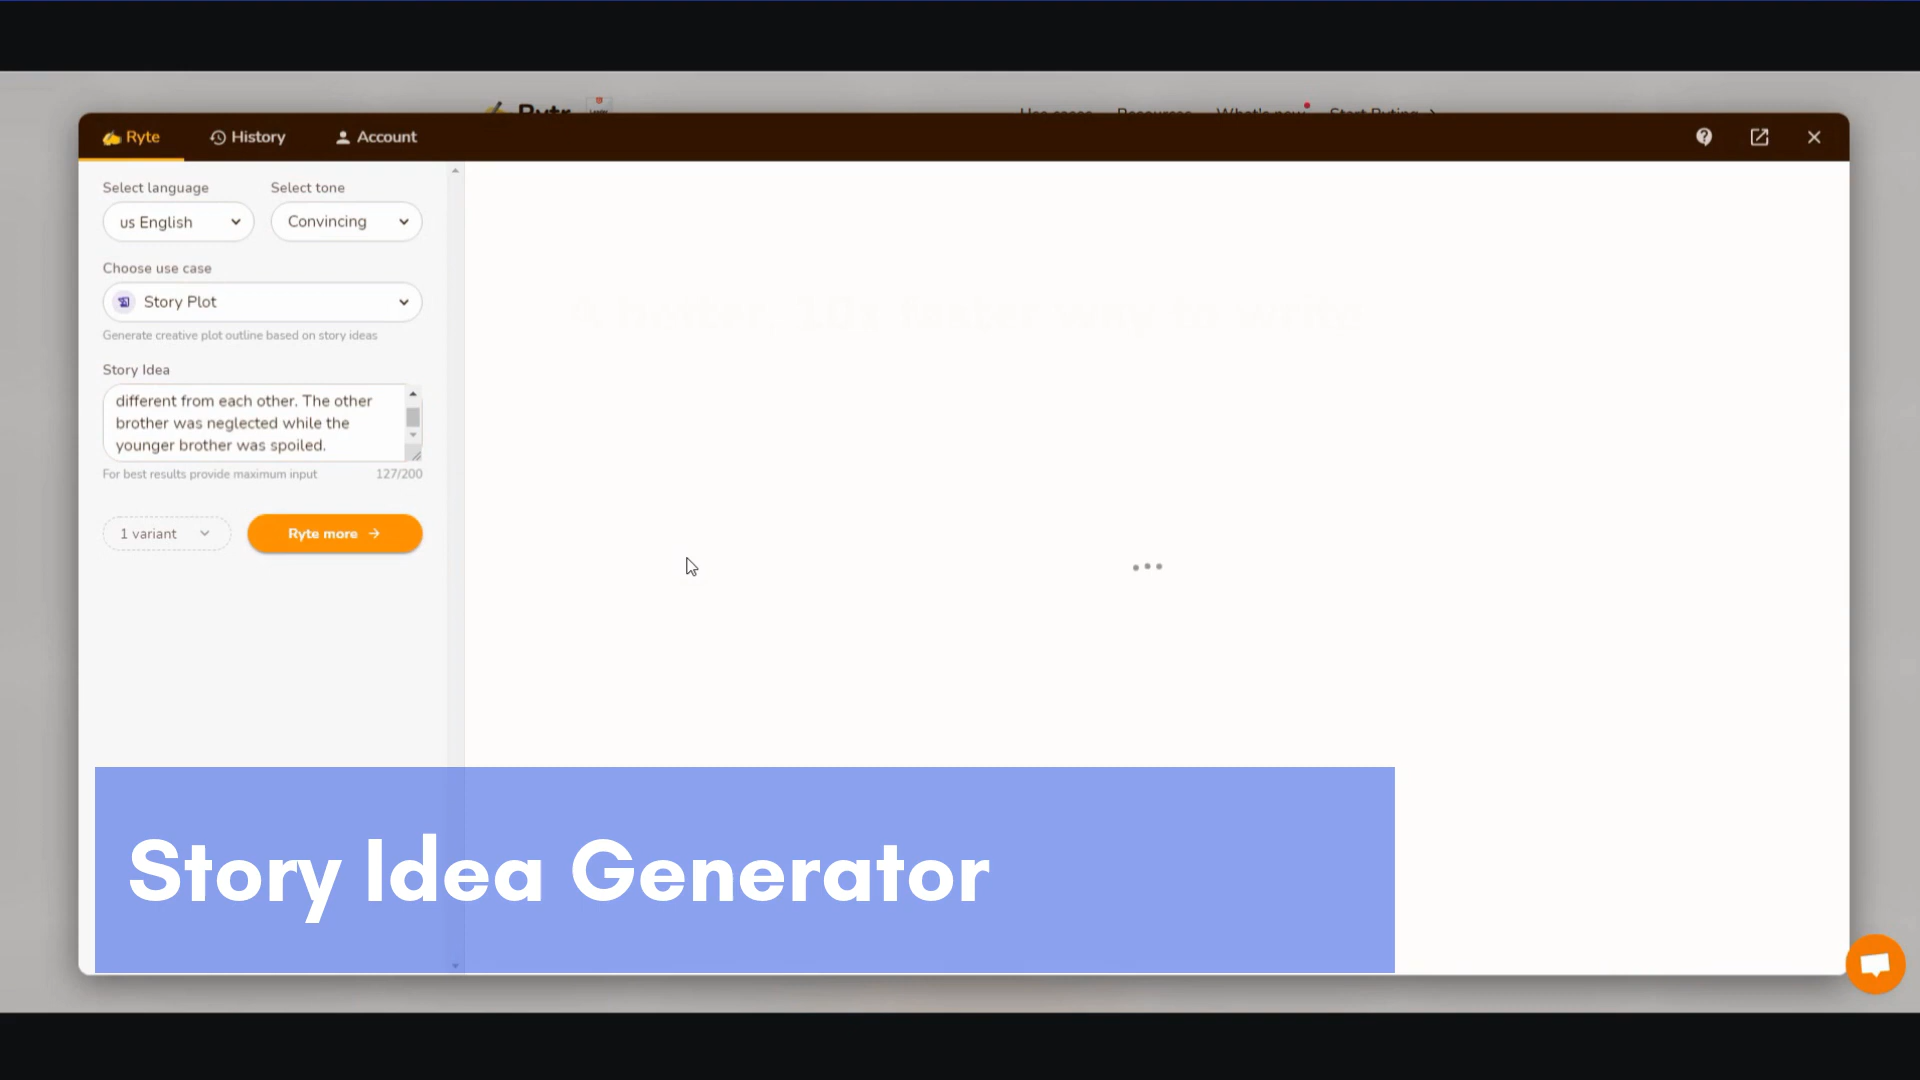 Ryte
History
Account
Select language
Select tone
us English
Convincing
Choose use case
Story Plot
Generate creative plot outline based on story ideas
Story Idea
different from each other. The other
brother was neglected while the
younger brother was spoiled.
For best results provide maximum input
127/200
1 variant
Ryte more
Story Idea Generator